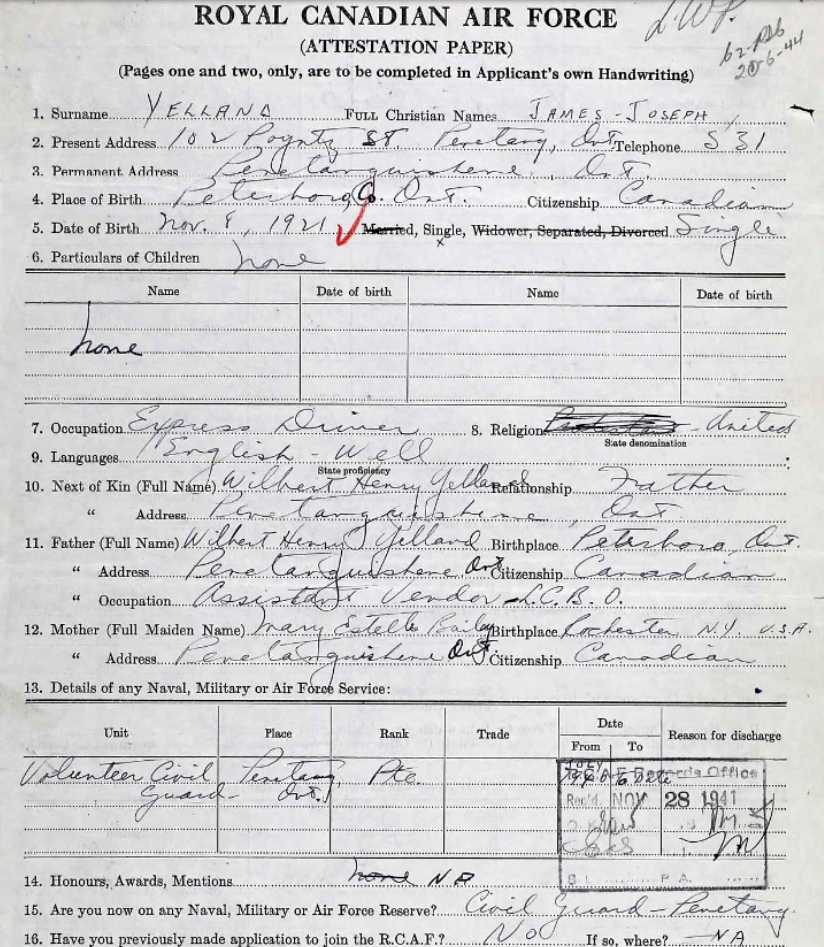 ROYAL CANADIAN AIR FORCE
(ATTESTATION PAPER)
(Pages one and two, only, are to be completed in Applicant's own Handwriting)
20-6-44
1. Surname YELLAND FULL Christian Names JAMES-JOSEPH
2. Present Address 102 Poyntz St. Penetang, Ont. Telephone 531
3. Permanent Address Penetanguishene, Ont.
4. Place of Birth Peterboro Co. Ont. Citizenship Canadian
5. Date of Birth Nov. 8, 1921 Married, Single, Widower, Separated, Divorced Single
x
6. Particulars of Children none
Name Date of birth Name Date of birth
none
7. Occupation Express Driver 8. Religion United
State denomination
9. Languages English - Well
State proficiency
10. Next of Kin (Full Name) Wilbert Henry Yelland Relationship Father
" Address Penetanguishene, Ont
11. Father (Full Name) Wilbert Henry Yelland Birthplace Peterboro, Ont.
" Address Penetanguishene Ont Citizenship Canadian
" Occupation Assistant Vendor L.C.B.O.
12. Mother (Full Maiden Name) Mary Estelle Bailey Birthplace Rochester N.Y. U.S.A.
" Address Penetanguishene Ont Citizenship Canadian
13. Details of any Naval, Military or Air Force Service:
Unit Place Rank Trade Date Reason for discharge
From To
Volunteer Civil Guard Penetang, Ont. Pte. July to date
Records Office
Rec'd. NOV 28 1941
P.A.
14. Honours, Awards, Mentions none NA
15. Are you now on any Naval, Military or Air Force Reserve? Civil Guard - Penetang.
16. Have you previously made application to join the R.C.A.F.? No If so, where? NA